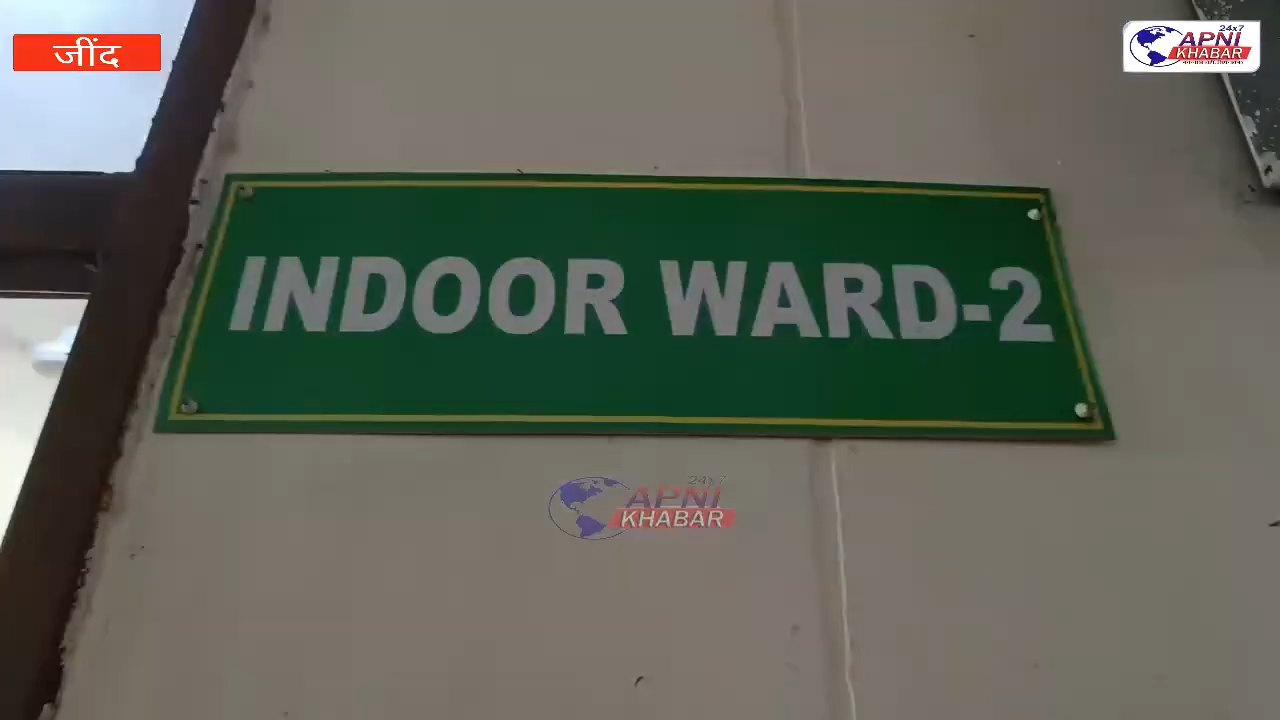 जींद
24x7
APNI
KHABAR
INDOOR WARD-2
24x7
APNI
KHABAR